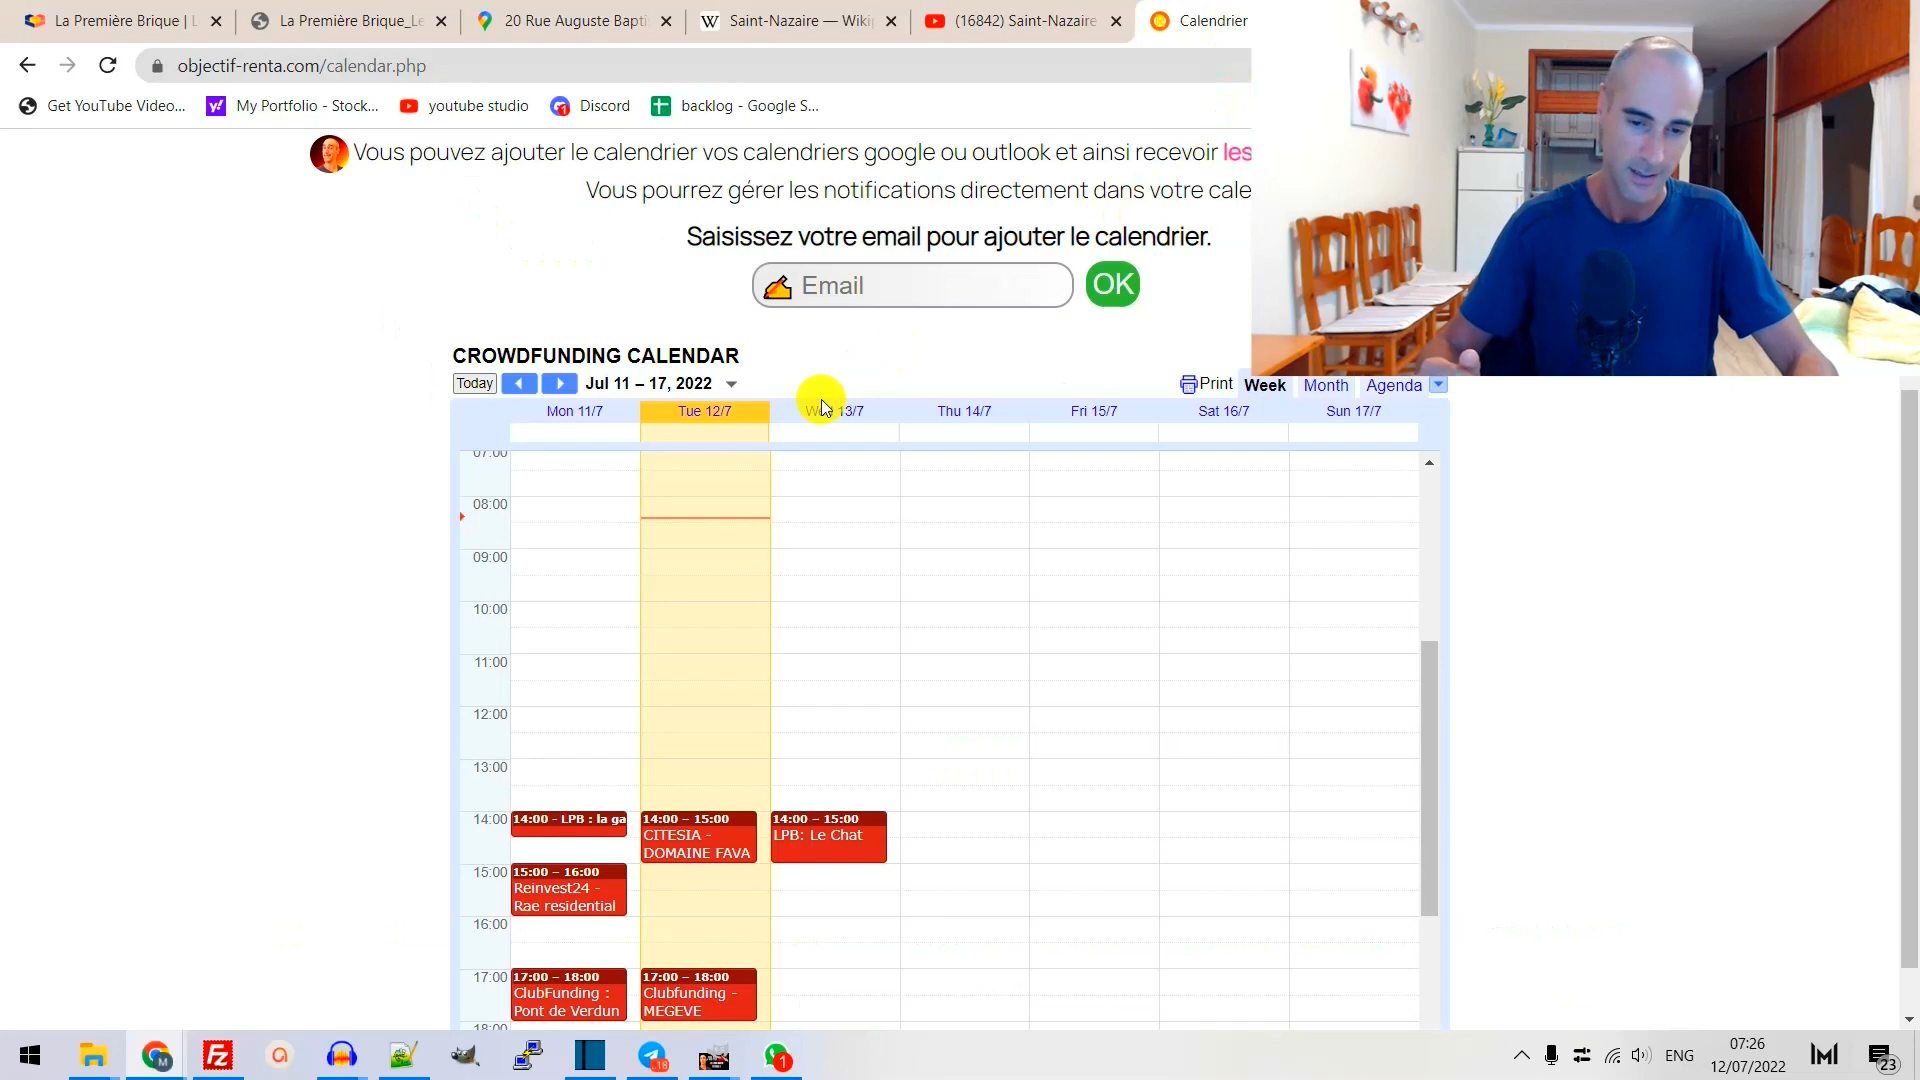 La Première Brique | L
La Première Brique_Le
20 Rue Auguste Bapti
Saint-Nazaire — Wiki
(16842) Saint-Nazaire
Calendrier
objectif-renta.com/calendar.php
Get YouTube Video...
My Portfolio - Stock...
youtube studio
Discord
backlog - Google S...
Vous pouvez ajouter le calendrier vos calendriers google ou outlook et ainsi recevoir les
Vous pourrez gérer les notifications directement dans votre cale
Saisissez votre email pour ajouter le calendrier.
Email
OK
CROWDFUNDING CALENDAR
Today
Jul 11 – 17, 2022
Print
Week
Month
Agenda
Mon 11/7
Tue 12/7
Wed 13/7
Thu 14/7
Fri 15/7
Sat 16/7
Sun 17/7
07:00
08:00
09:00
10:00
11:00
12:00
13:00
14:00
14:00 - LPB : la ga
14:00 – 15:00
CITESIA -
DOMAINE FAVA
14:00 – 15:00
LPB: Le Chat
15:00
15:00 – 16:00
Reinvest24 -
Rae residential
16:00
17:00
17:00 – 18:00
ClubFunding :
Pont de Verdun
17:00 – 18:00
Clubfunding -
MEGEVE
18:00
M
18
1
ENG
07:26
12/07/2022
23